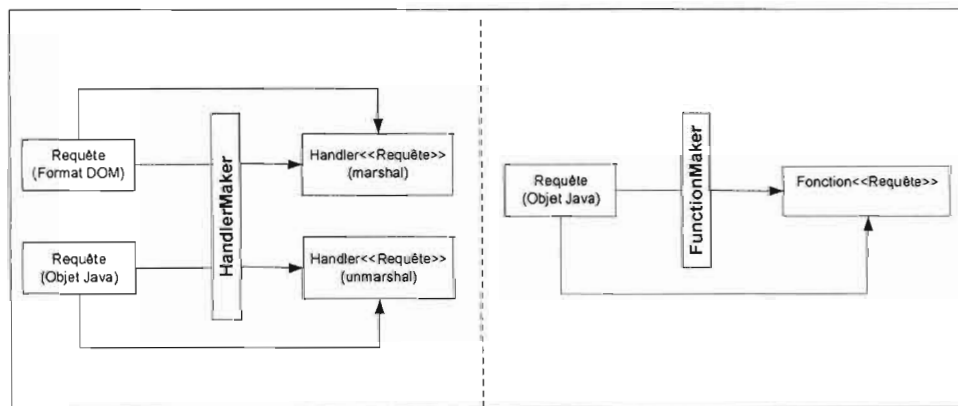 Requête
(Format DOM)
HandlerMaker
Handler<<Requête>>
(marshal)
Requête
(Objet Java)
Handler<<Requête>>
(unmarshal)
Requête
(Objet Java)
FunctionMaker
Fonction<<Requête>>